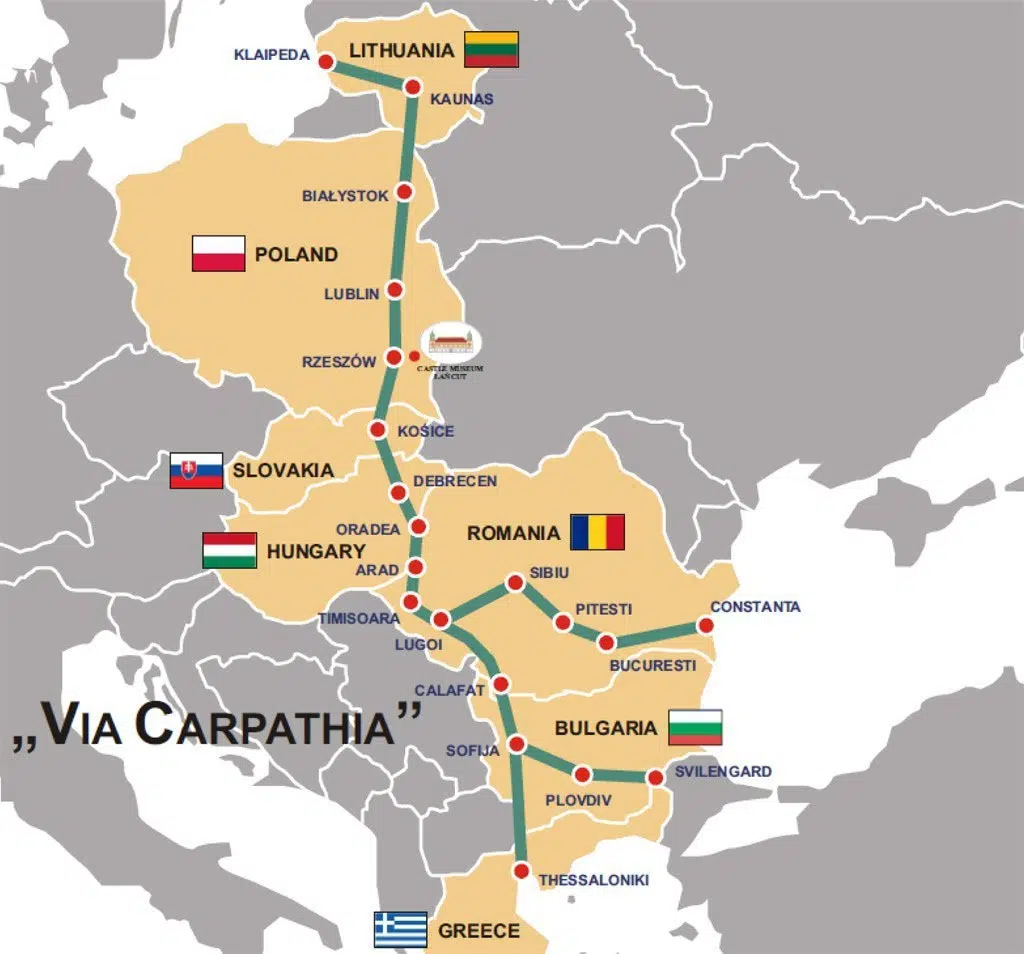 KLAIPEDA
LITHUANIA
KAUNAS
BIAŁYSTOK
POLAND
LUBLIN
RZESZÓW
CASTLE MUSEUM
ŁAŃCUT
KOSICE
SLOVAKIA
DEBRECEN
ORADEA
ROMANIA
HUNGARY
ARAD
SIBIU
TIMISOARA
PITESTI
CONSTANTA
LUGOI
BUCURESTI
CALAFAT
„VIA CARPATHIA”
BULGARIA
SOFIJA
SVILENGARD
PLOVDIV
THESSALONIKI
GREECE